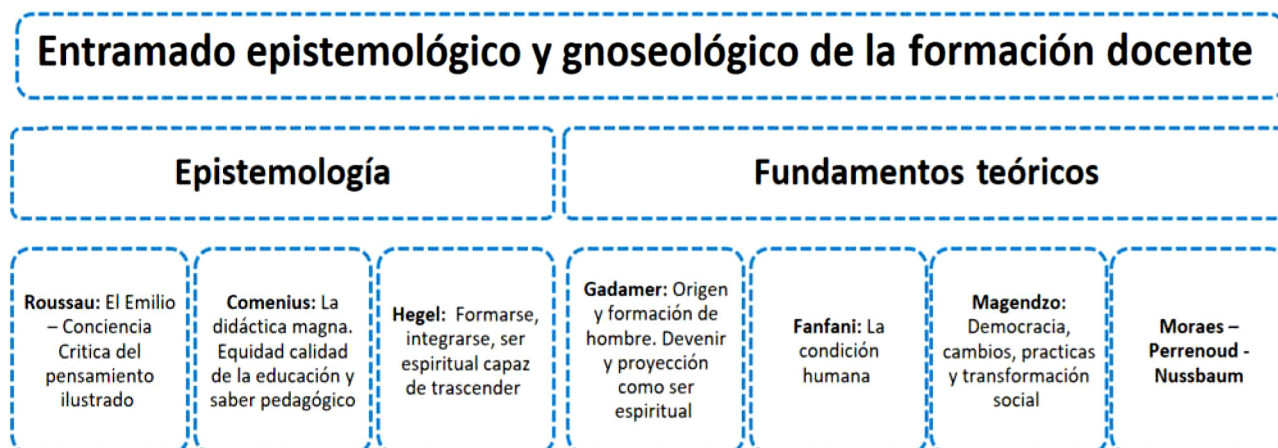 Entramado epistemológico y gnoseológico de la formación docente
Epistemología
Fundamentos teóricos
Roussau: El Emilio
– Conciencia
Critica del
pensamiento
ilustrado
Comenius: La
didáctica magna.
Equidad calidad
de la educación y
saber pedagógico
Hegel: Formarse,
integrarse, ser
espiritual capaz
de trascender
Gadamer: Origen
y formación de
hombre. Devenir
y proyección
como ser
espiritual
Fanfani: La
condición
humana
Magendzo:
Democracia,
cambios, practicas
y transformación
social
Moraes –
Perrenoud -
Nussbaum